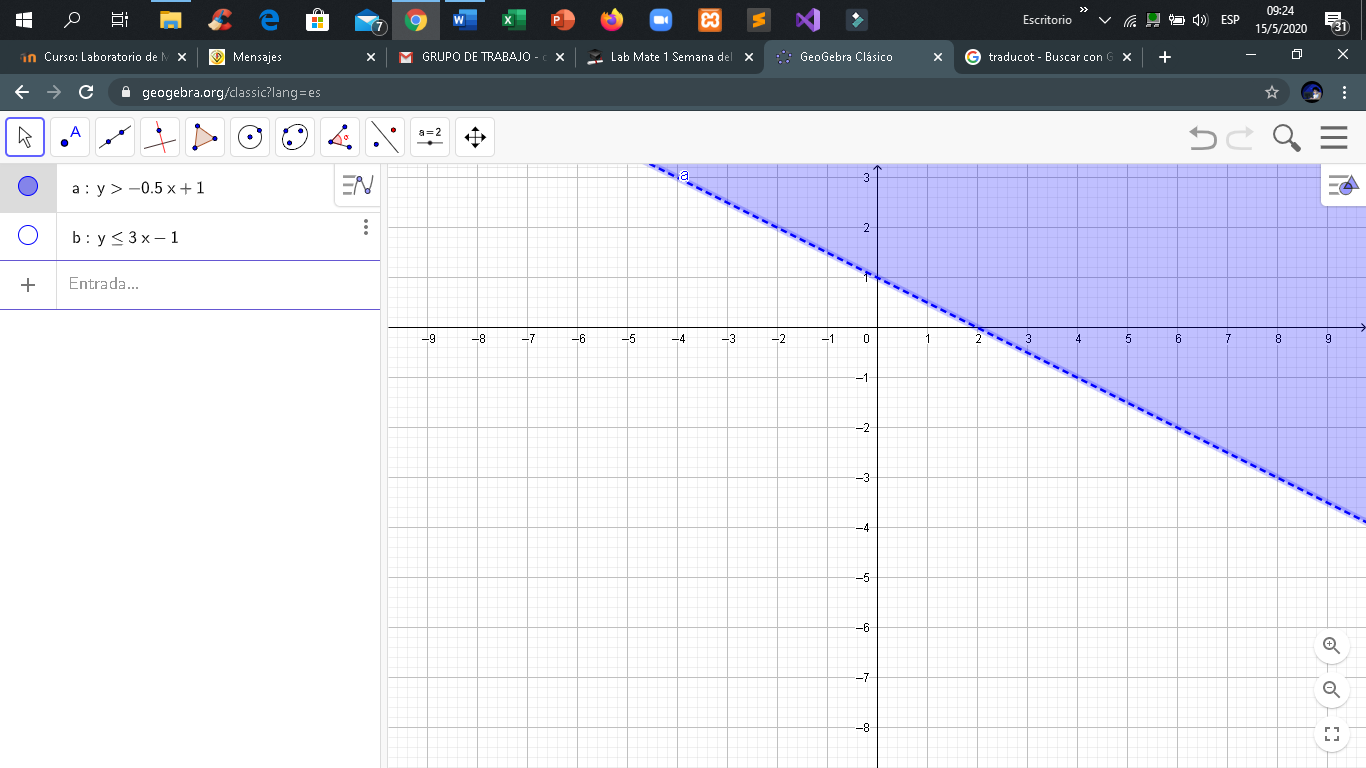 Escritorio
»
ESP
09:24
15/5/2020
31
7
Curso: Laboratorio de M
Mensajes
GRUPO DE TRABAJO - c
Lab Mate 1 Semana del
GeoGebra Clásico
traducot - Buscar con G
geogebra.org/classic?lang=es
A
a=2
a : y > −0.5 x + 1
b : y ≤ 3 x − 1
Entrada...
a
3
2
1
−9 −8 −7 −6 −5 −4 −3 −2 −1 0 1 2 3 4 5 6 7 8 9
−1
−2
−3
−4
−5
−6
−7
−8